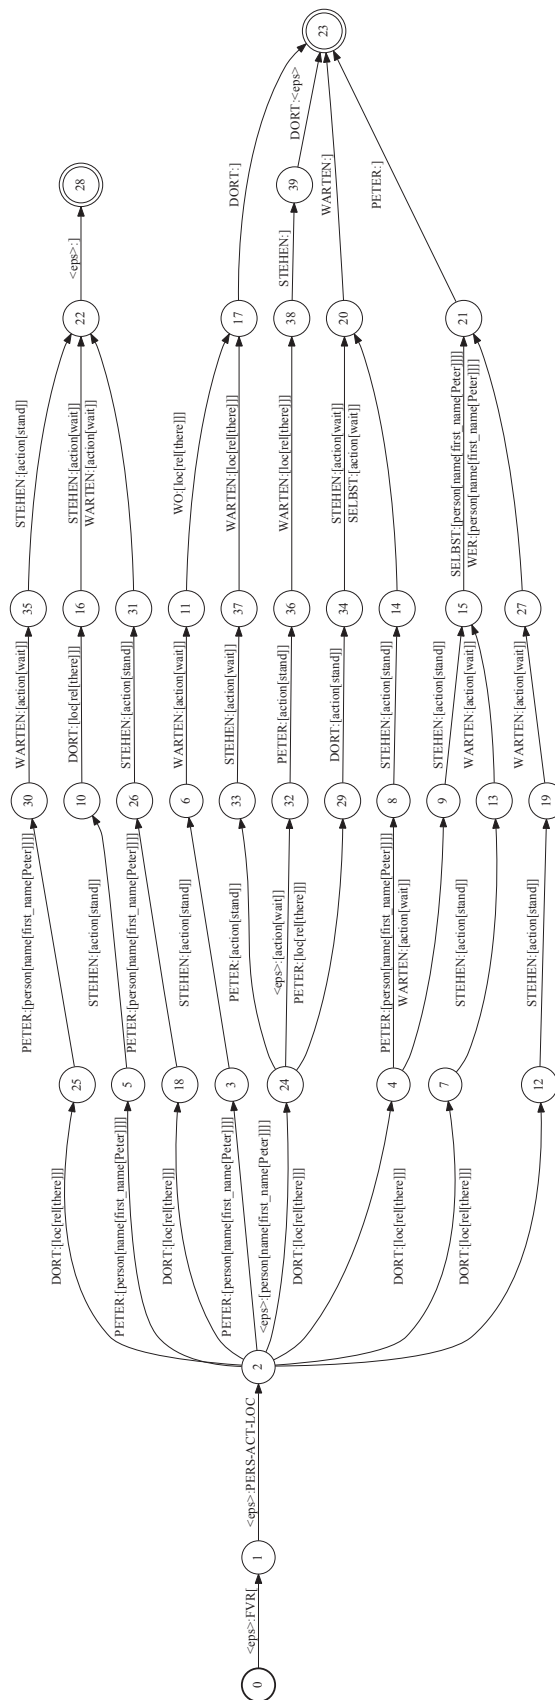 0
<eps>:FVR[
1
<eps>:PERS-ACT-LOC
2
DORT:[loc[rel[there]]]
PETER:[person[name[first_name[Peter]]]]
DORT:[loc[rel[there]]]
PETER:[person[name[first_name[Peter]]]]
<eps>:[person[name[first_name[Peter]]]]
DORT:[loc[rel[there]]]
DORT:[loc[rel[there]]]
DORT:[loc[rel[there]]]
25
5
18
3
24
4
7
12
PETER:[person[name[first_name[Peter]]]]
STEHEN:[action[stand]]
PETER:[person[name[first_name[Peter]]]]
STEHEN:[action[stand]]
PETER:[action[stand]]
<eps>:[action[wait]]
PETER:[loc[rel[there]]]
PETER:[person[name[first_name[Peter]]]]
WARTEN:[action[wait]]
STEHEN:[action[stand]]
STEHEN:[action[stand]]
30
10
26
6
33
32
29
8
9
13
19
WARTEN:[action[wait]]
DORT:[loc[rel[there]]]
STEHEN:[action[stand]]
WARTEN:[action[wait]]
STEHEN:[action[wait]]
PETER:[action[stand]]
DORT:[action[stand]]
STEHEN:[action[stand]]
STEHEN:[action[stand]]
WARTEN:[action[wait]]
WARTEN:[action[wait]]
35
16
31
11
37
36
34
14
15
27
STEHEN:[action[stand]]
STEHEN:[action[wait]]
WARTEN:[action[wait]]
WO:[loc[rel[there]]]
WARTEN:[loc[rel[there]]]
WARTEN:[loc[rel[there]]]
STEHEN:[action[wait]]
SELBST:[action[wait]]
SELBST:[person[name[first_name[Peter]]]]
WER:[person[name[first_name[Peter]]]]
22
17
38
20
21
<eps>:]
DORT:]
STEHEN:]
WARTEN:]
PETER:]
28
39
DORT:<eps>
23